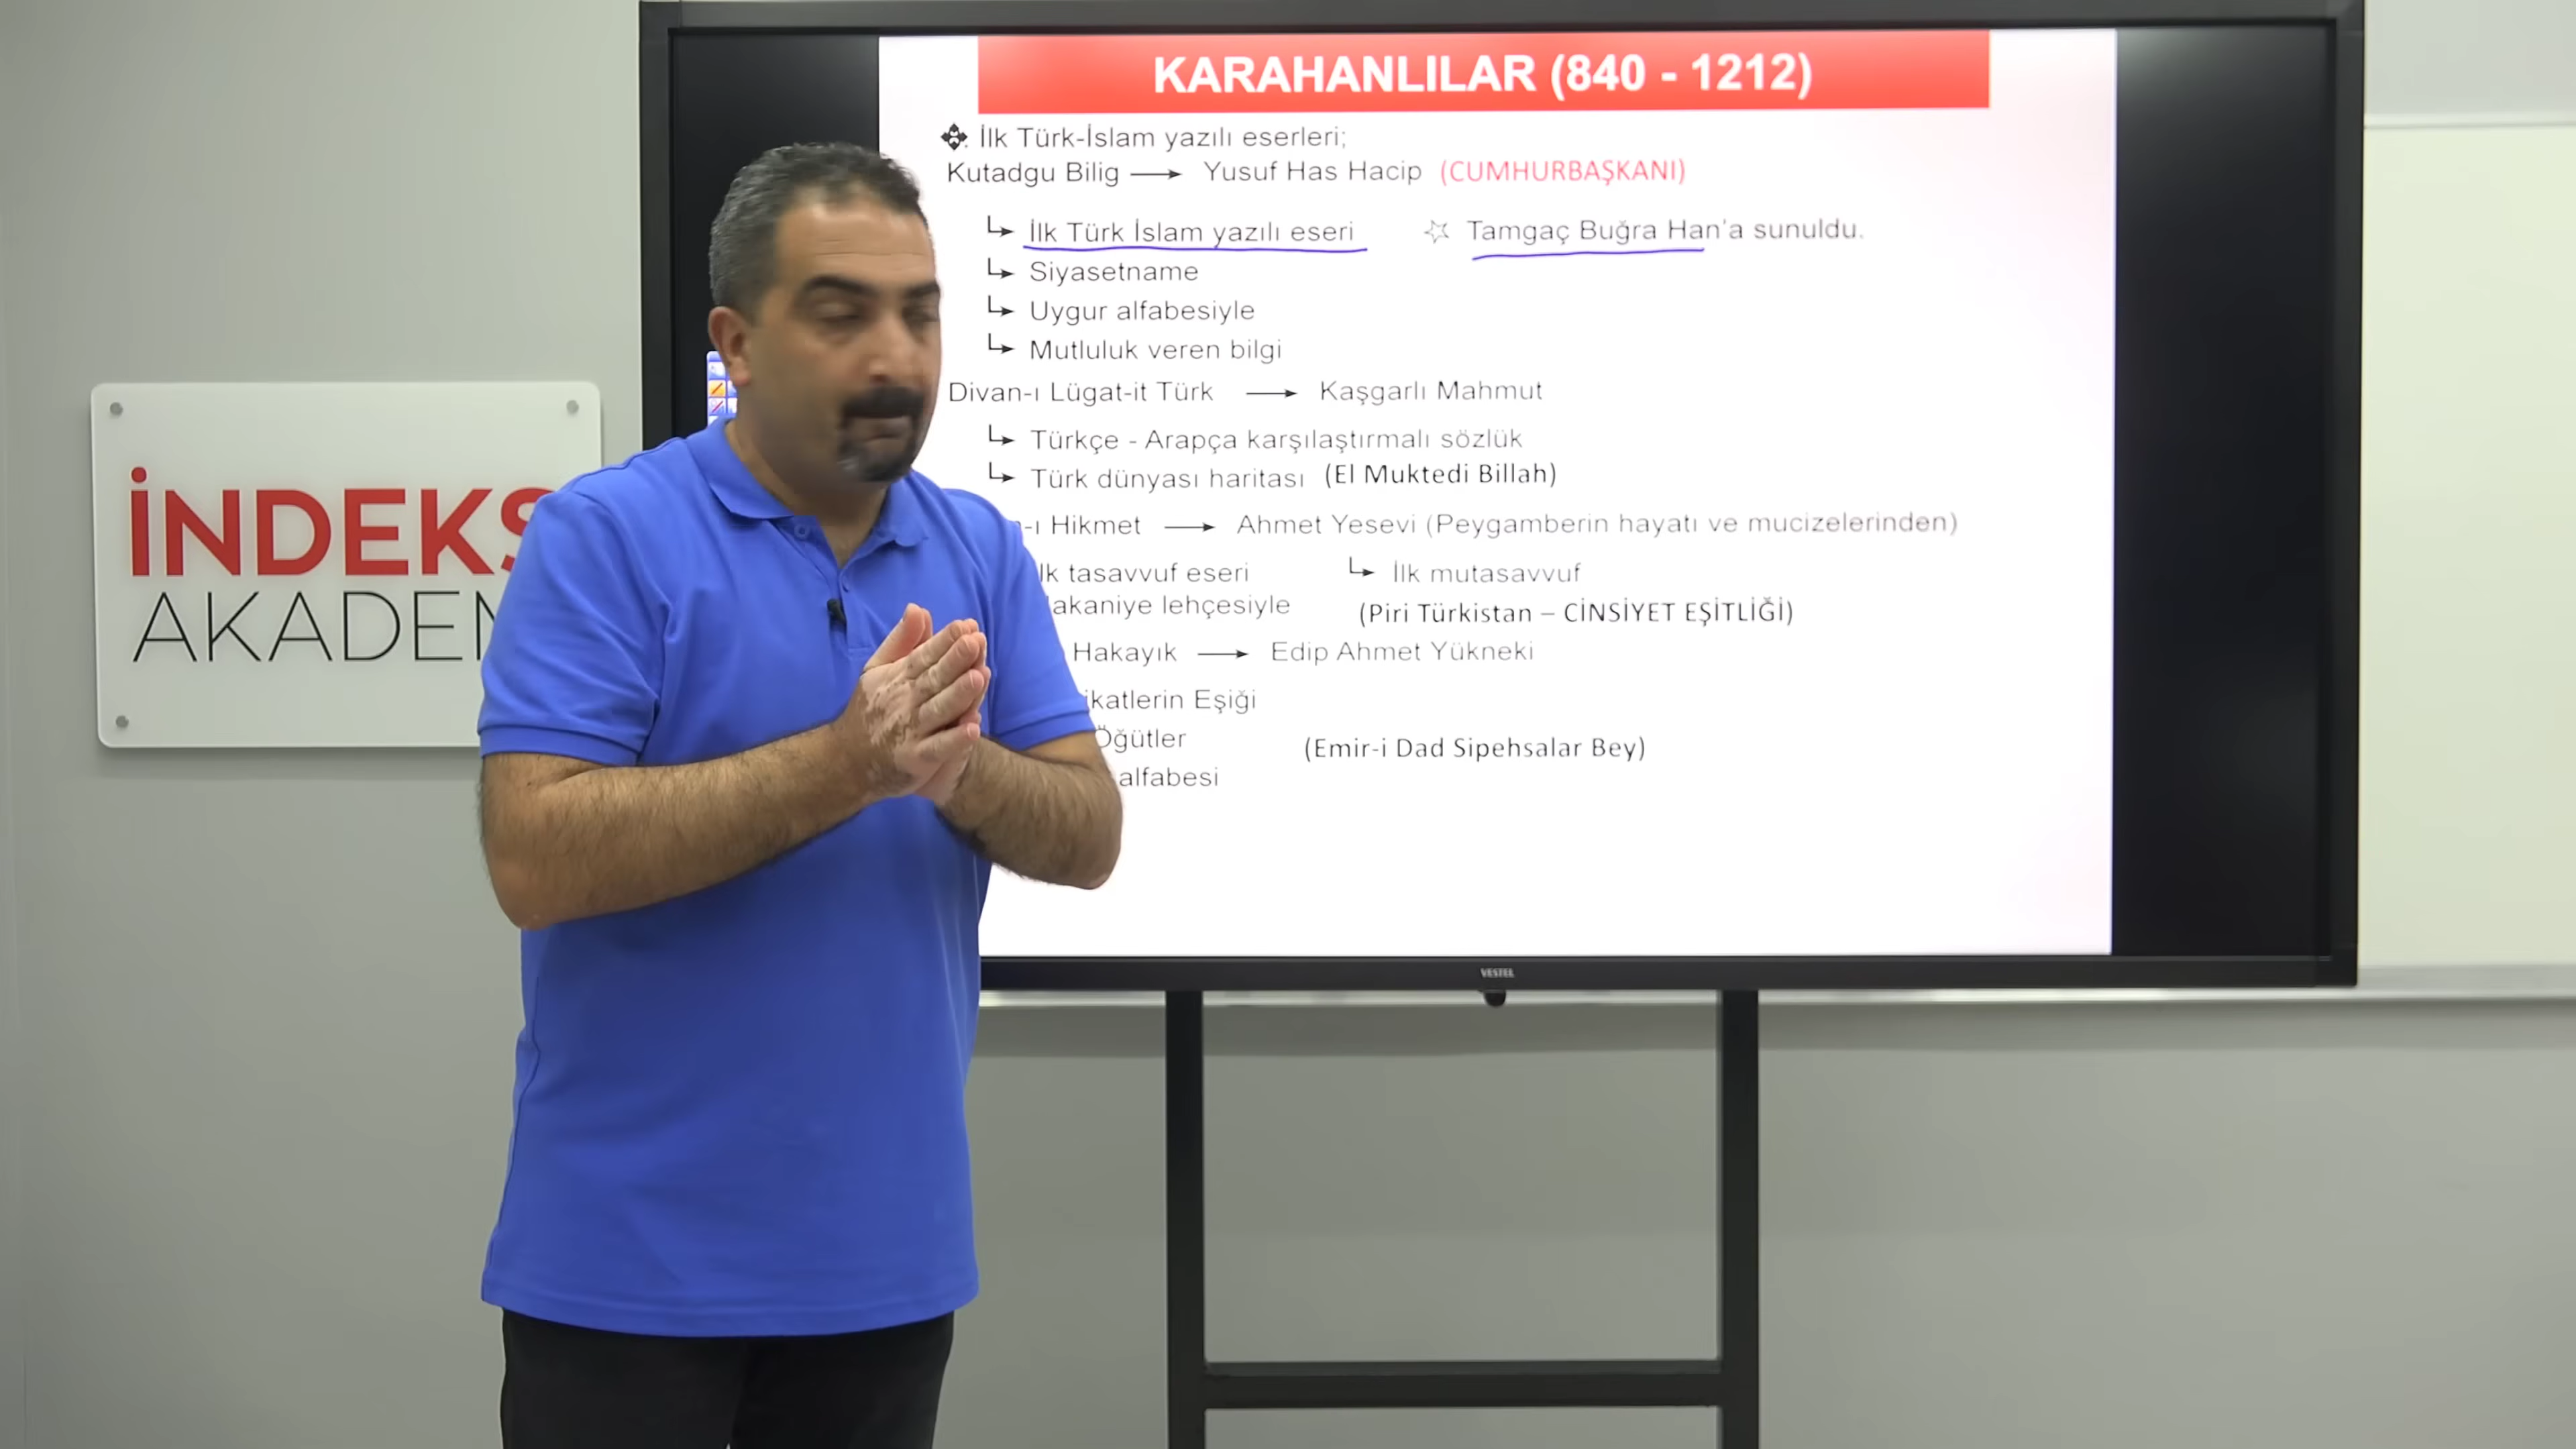 KARAHANLILAR (840 - 1212)
İlk Türk-İslam yazılı eserleri;
Kutadgu Bilig → Yusuf Has Hacip (CUMHURBAŞKANI)
İlk Türk İslam yazılı eseri ☆ Tamgaç Buğra Han'a sunuldu.
Siyasetname
Uygur alfabesiyle
Mutluluk veren bilgi
Divan-ı Lügat-it Türk → Kaşgarlı Mahmut
Türkçe - Arapça karşılaştırmalı sözlük
Türk dünyası haritası (El Muktedi Billah)
-ı Hikmet → Ahmet Yesevi (Peygamberin hayatı ve mucizelerinden)
lk tasavvuf eseri İlk mutasavvuf
akaniye lehçesiyle (Piri Türkistan – CİNSİYET EŞİTLİĞİ)
Hakayık → Edip Ahmet Yükneki
ikatlerin Eşiği
Öğütler (Emir-i Dad Sipehsalar Bey)
alfabesi
İNDEKS
AKADEM
VESTEL